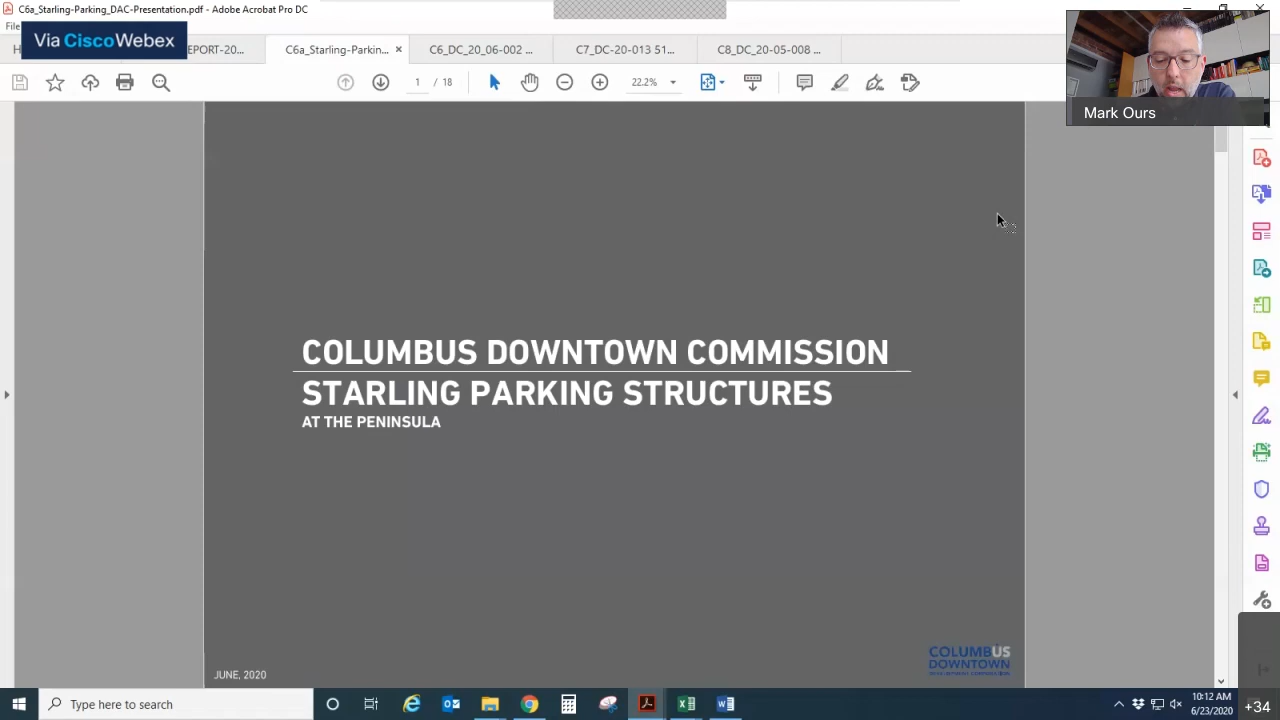 C6a_Starling-Parking_DAC-Presentation.pdf - Adobe Acrobat Pro DC
File
Via CiscoWebex
H
EPORT-20...
C6a_Starling-Parkin... ×
C6_DC_20_06-002 ...
C7_DC-20-013 51...
C8_DC_20-05-008 ...
1 / 18
22.2%
Mark Ours
COLUMBUS DOWNTOWN COMMISSION
STARLING PARKING STRUCTURES
AT THE PENINSULA
JUNE, 2020
COLUMBUS
DOWNTOWN
Type here to search
10:12 AM
6/23/2020
+34